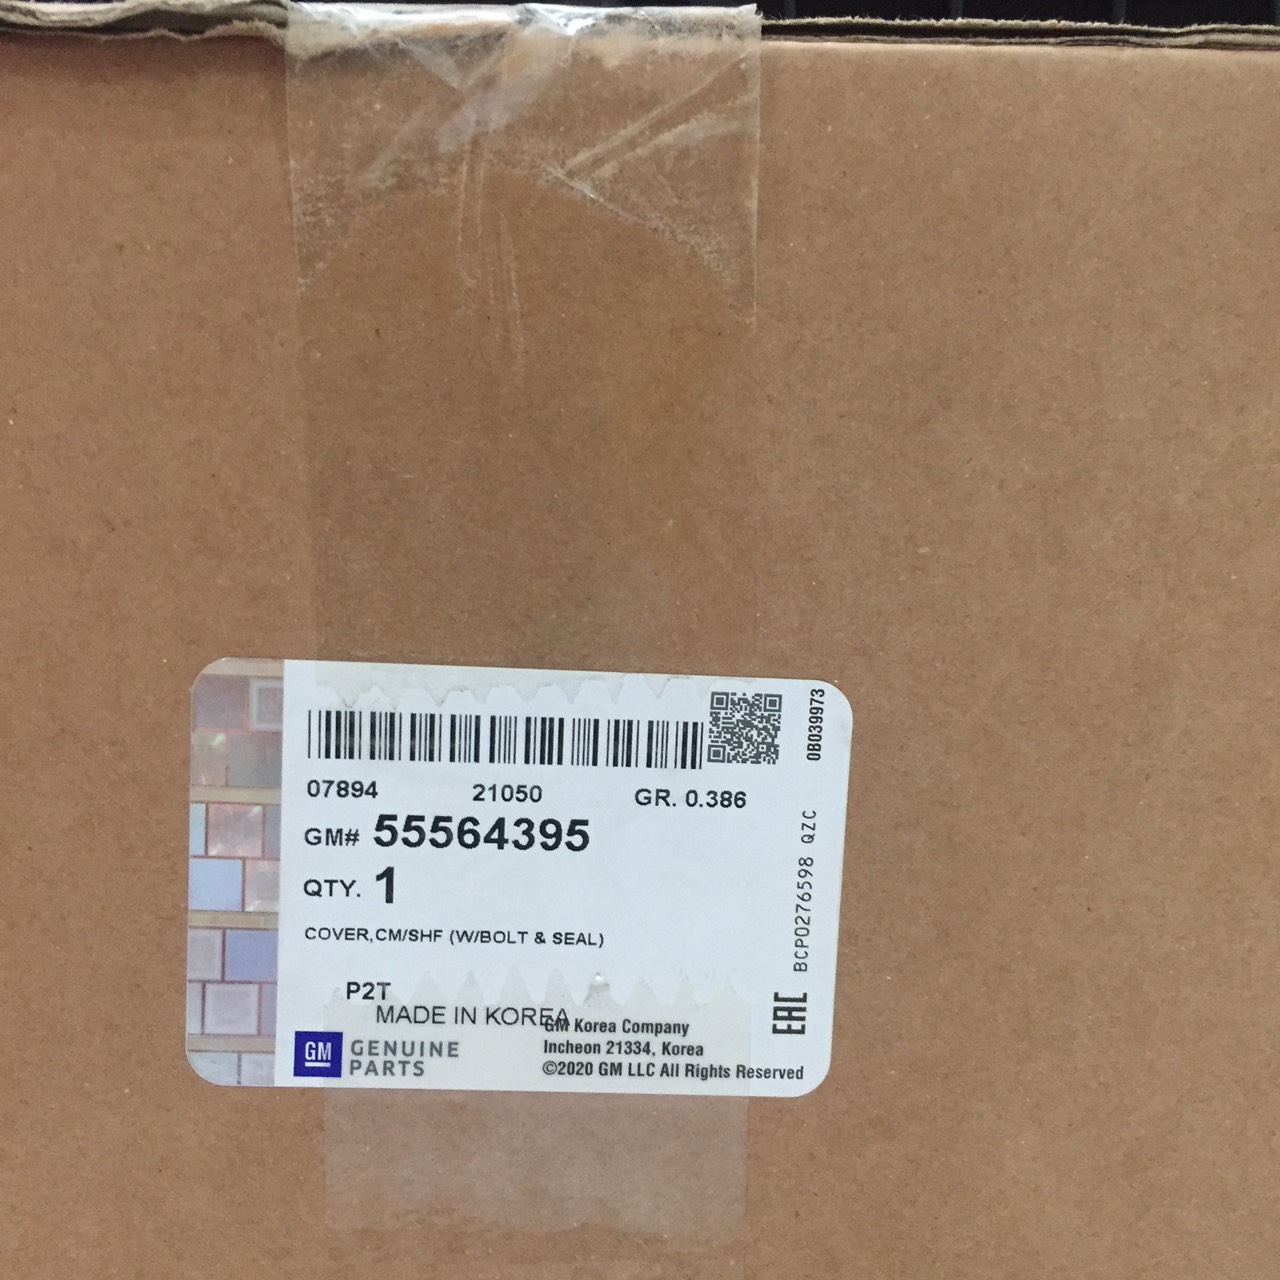 0B039973
07894 21050 GR. 0.386
GM# 55564395
QTY. 1
BCP0276598 QZC
COVER,CM/SHF (W/BOLT & SEAL)
P2T
MADE IN KOREA
EAC
GM GENUINE
PARTS
GM Korea Company
Incheon 21334, Korea
©2020 GM LLC All Rights Reserved